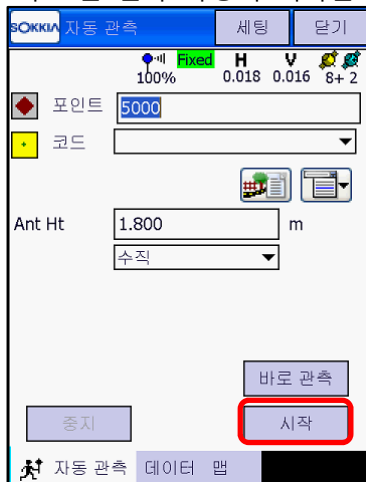 SOKKIA 자동 관측 세팅 닫기
Fixed H V
100% 0.018 0.016 8+ 2
포인트 5000
코드
Ant Ht 1.800 m
수직
바로 관측
중지 시작
자동 관측 데이터 맵